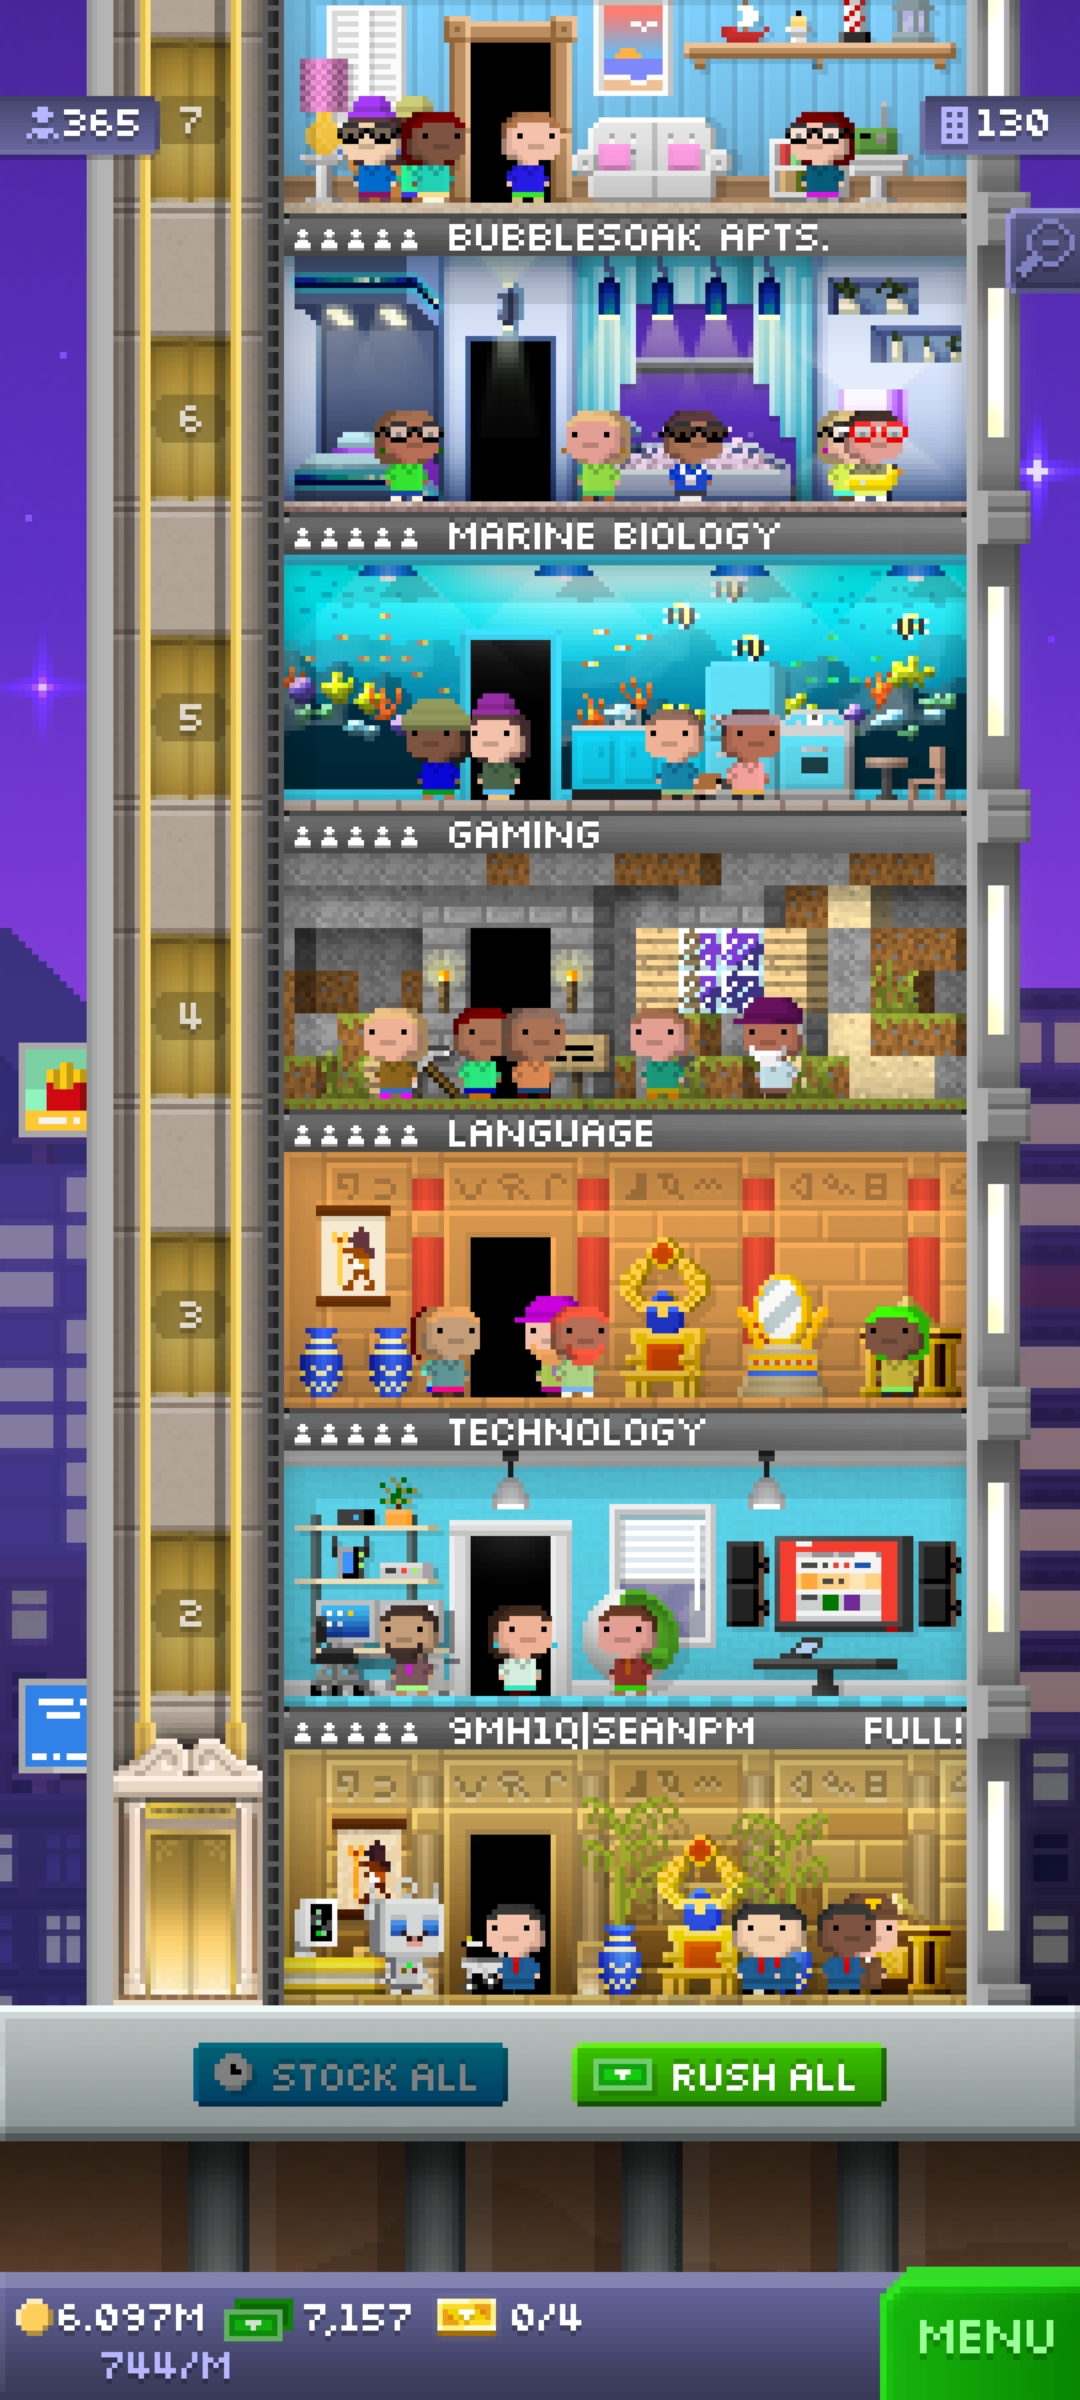 365
7
130
BUBBLESOAK APTS.
6
MARINE BIOLOGY
5
GAMING
4
LANGUAGE
3
TECHNOLOGY
2
9MH1Q|SEANPM FULL!
STOCK ALL
RUSH ALL
6.097M 7,157 0/4
744/M
MENU